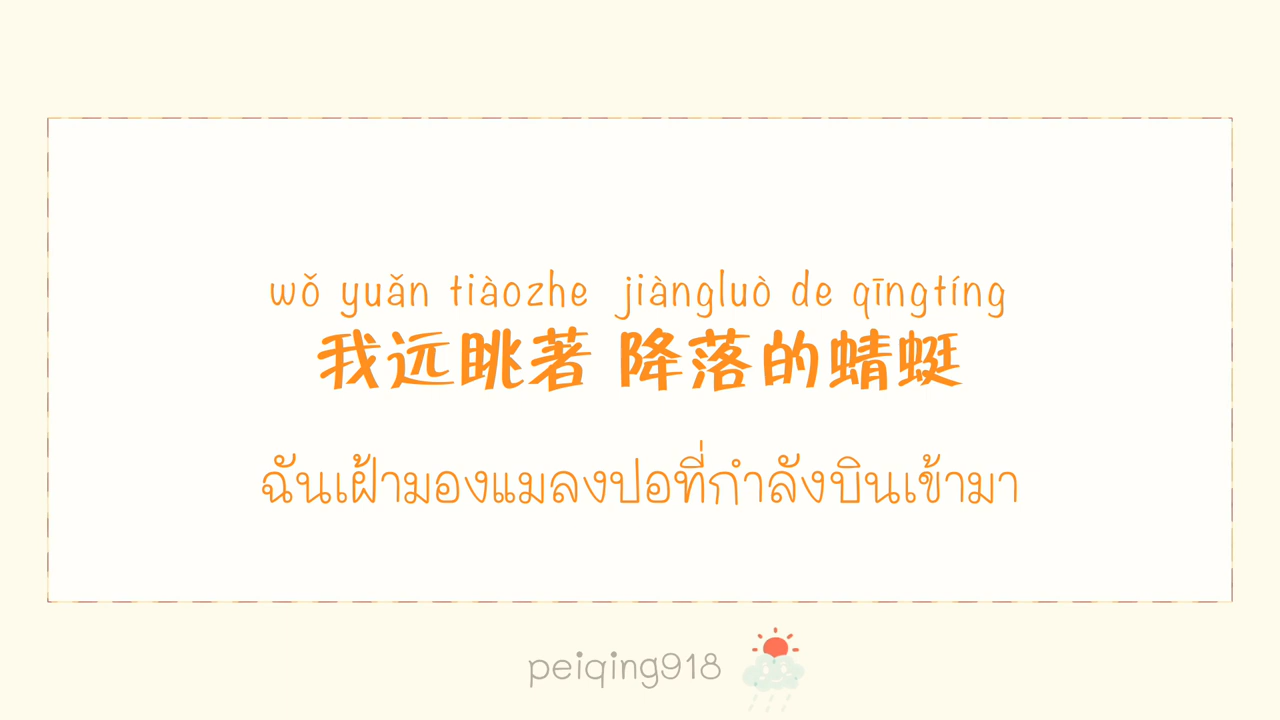 wǒ yuǎn tiàozhe jiàngluò de qīngtíng
我远眺著 降落的蜻蜓
ฉันเฝ้ามองแมลงปอที่กำลังบินเข้ามา
peiqing918